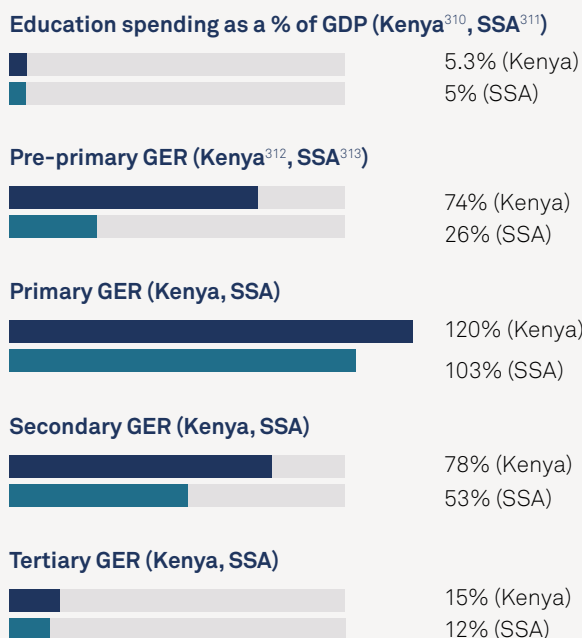 Education spending as a % of GDP (Kenya³¹⁰, SSA³¹¹)
5.3% (Kenya)
5% (SSA)
Pre-primary GER (Kenya³¹², SSA³¹³)
74% (Kenya)
26% (SSA)
Primary GER (Kenya, SSA)
120% (Kenya)
103% (SSA)
Secondary GER (Kenya, SSA)
78% (Kenya)
53% (SSA)
Tertiary GER (Kenya, SSA)
15% (Kenya)
12% (SSA)